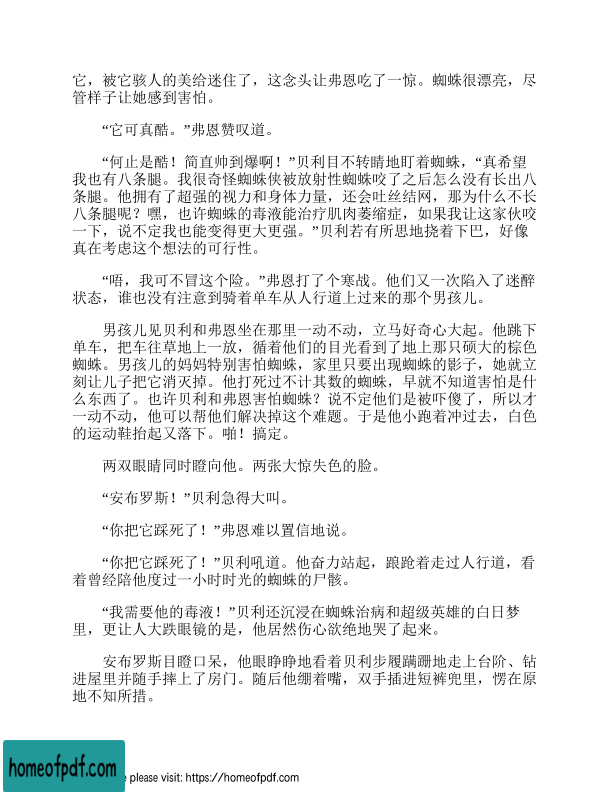 它，被它骇人的美给迷住了，这念头让弗恩吃了一惊。蜘蛛很漂亮，尽
管样子让她感到害怕。
“它可真酷。”弗恩赞叹道。
“何止是酷！简直帅到爆啊！”贝利目不转睛地盯着蜘蛛，“真希望
我也有八条腿。我很奇怪蜘蛛侠被放射性蜘蛛咬了之后怎么没有长出八
条腿。他拥有了超强的视力和身体力量，还会吐丝结网，那为什么不长
八条腿呢？嘿，也许蜘蛛的毒液能治疗肌肉萎缩症，如果我让这家伙咬
一下，说不定我也能变得更大更强。”贝利若有所思地挠着下巴，好像
真在考虑这个想法的可行性。
“唔，我可不冒这个险。”弗恩打了个寒战。他们又一次陷入了迷醉
状态，谁也没有注意到骑着单车从人行道上过来的那个男孩儿。
男孩儿见贝利和弗恩坐在那里一动不动，立马好奇心大起。他跳下
单车，把车往草地上一放，循着他们的目光看到了地上那只硕大的棕色
蜘蛛。男孩儿的妈妈特别害怕蜘蛛，家里只要出现蜘蛛的影子，她就立
刻让儿子把它消灭掉。他打死过不计其数的蜘蛛，早就不知道害怕是什
么东西了。也许贝利和弗恩害怕蜘蛛？说不定他们是被吓傻了，所以才
一动不动，他可以帮他们解决掉这个难题。于是他小跑着冲过去，白色
的运动鞋抬起又落下。啪！搞定。
两双眼睛同时瞪向他。两张大惊失色的脸。
“安布罗斯！”贝利急得大叫。
“你把它踩死了！”弗恩难以置信地说。
“你把它踩死了！”贝利吼道。他奋力站起，踉跄着走过人行道，看
着曾经陪他度过一小时时光的蜘蛛的尸骸。
“我需要他的毒液！”贝利还沉浸在蜘蛛治病和超级英雄的白日梦
里，更让人大跌眼镜的是，他居然伤心欲绝地哭了起来。
安布罗斯目瞪口呆，他眼睁睁地看着贝利步履蹒跚地走上台阶、钻
进屋里并随手摔上了房门。随后他绷着嘴，双手插进短裤兜里，愣在原
地不知所措。
homeofpdf.com
e please visit: https://homeofpdf.com